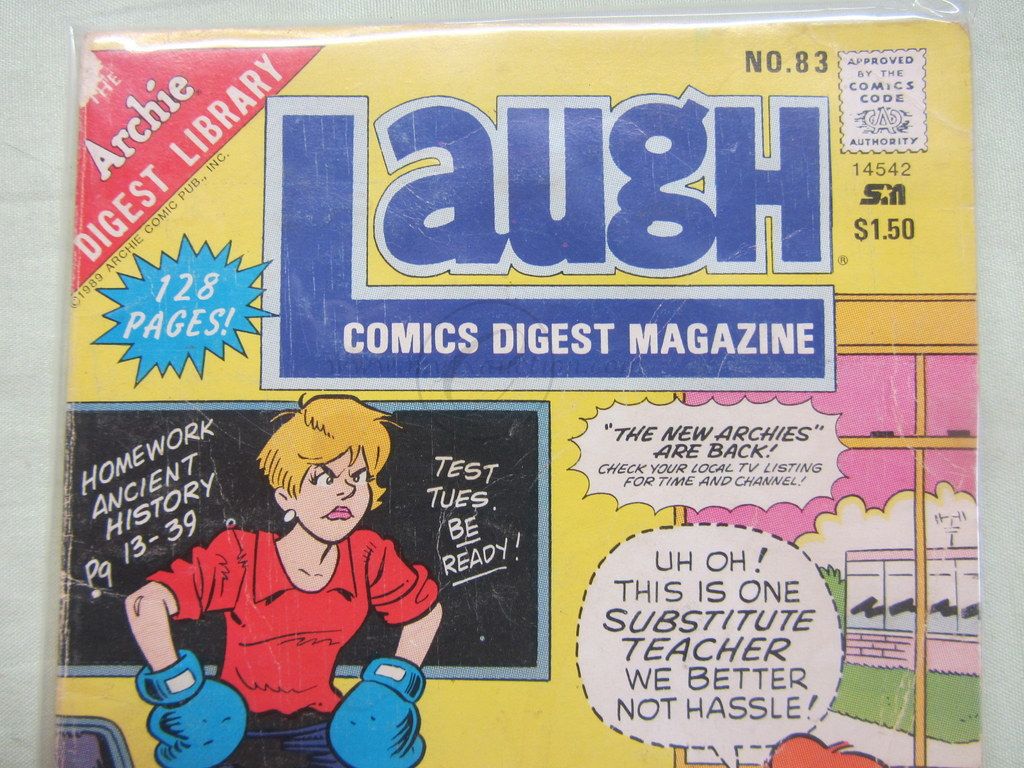 THE
Archie
DIGEST LIBRARY
©1989 ARCHIE COMIC PUB., INC.
NO.83
APPROVED
BY THE
COMICS
CODE
CA
AUTHORITY
14542
$1.50
Laugh
®
COMICS DIGEST MAGAZINE
128
PAGES!
HOMEWORK
ANCIENT
HISTORY
Pg 13-39
TEST
TUES.
BE
READY!
"THE NEW ARCHIES"
ARE BACK!
CHECK YOUR LOCAL TV LISTING
FOR TIME AND CHANNEL!
UH OH!
THIS IS ONE
SUBSTITUTE
TEACHER
WE BETTER
NOT HASSLE!